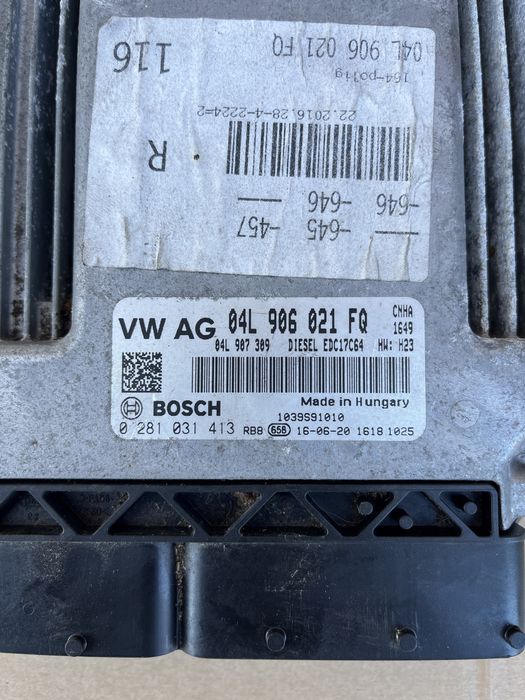 — -645 -457
-646 -646 —
R
22.2016.28-4-2224=2
164-po11g
04L 906 021 FQ 116
VW AG 04L 906 021 FQ CNHA
1649
04L 907 309 DIESEL EDC17C64 HW: H23
Made in Hungary
BOSCH 1039S91010
0 281 031 413 RB8 658 16-06-20 1618 1025